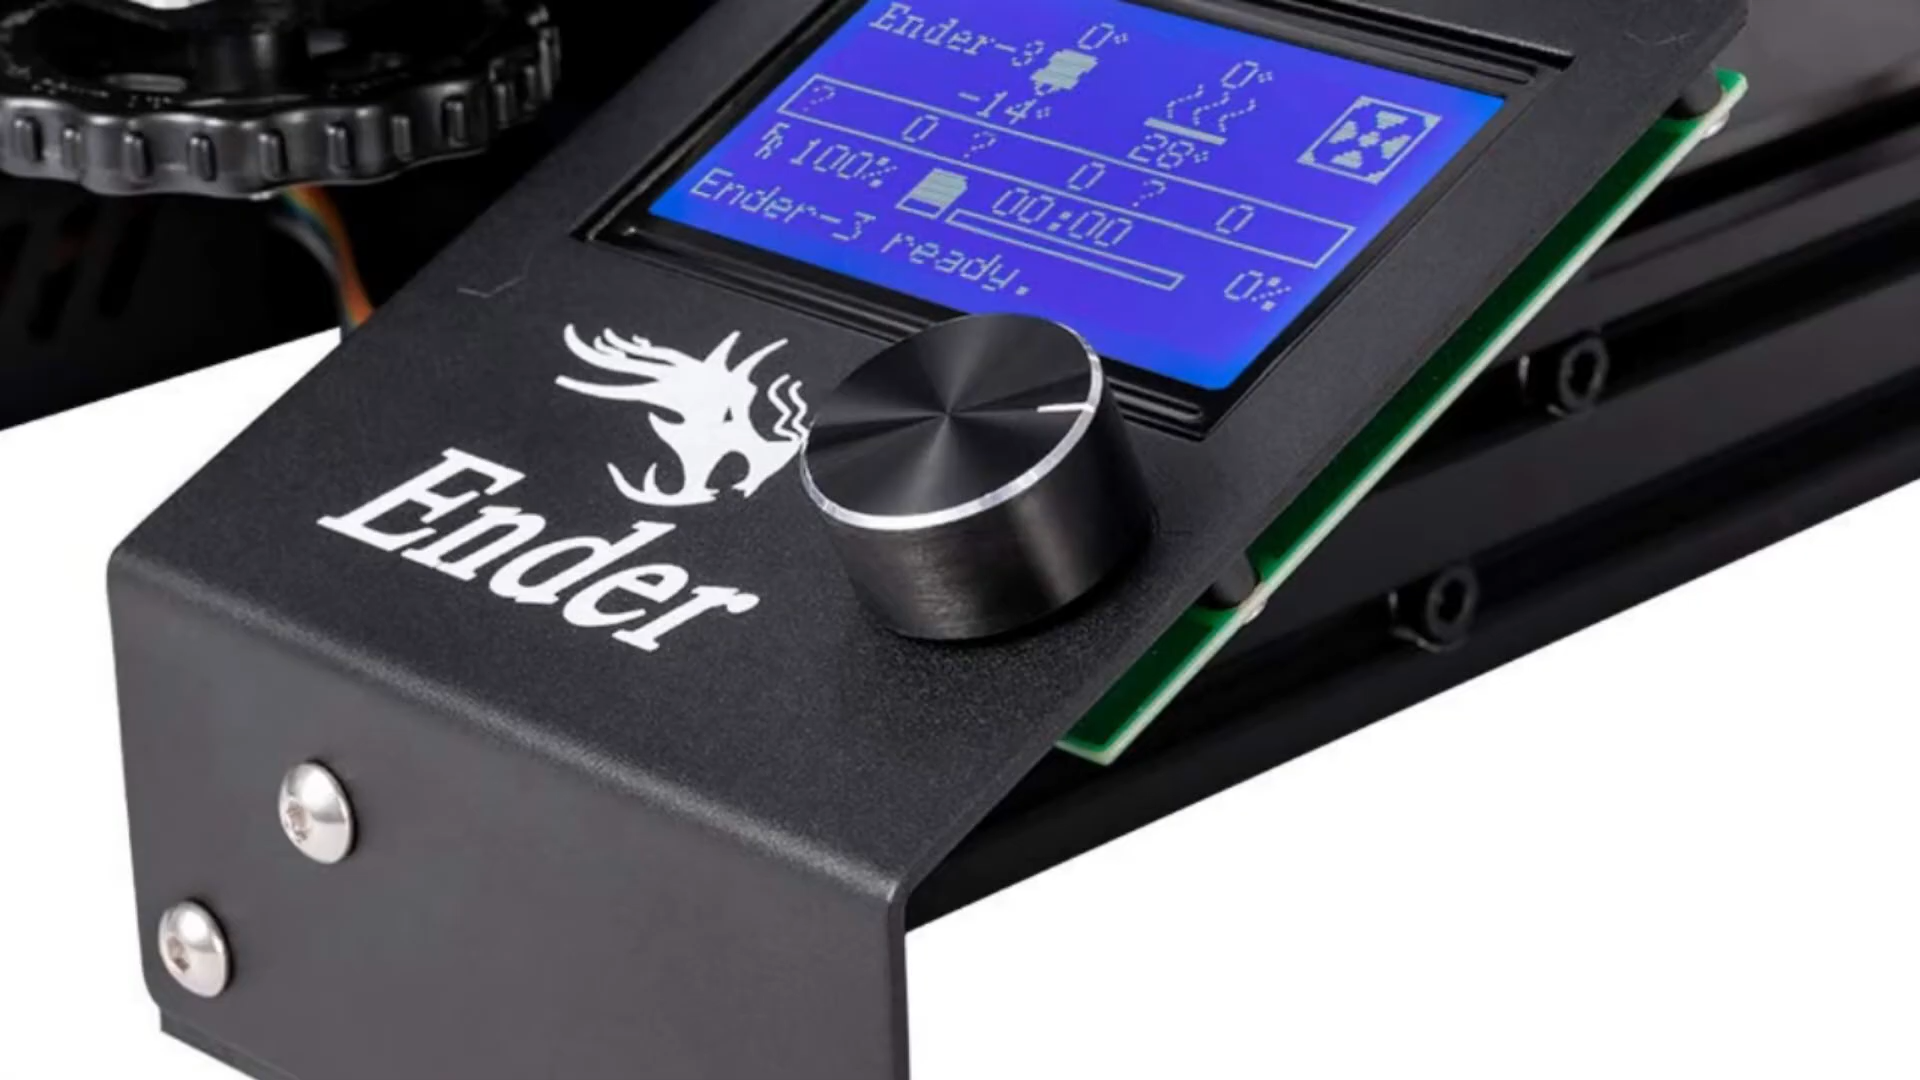 Ender-3
0°
0°
-14°
28°
? 0 ? 0 ? 0
100%
00:00
0%
Ender-3 ready.
Ender